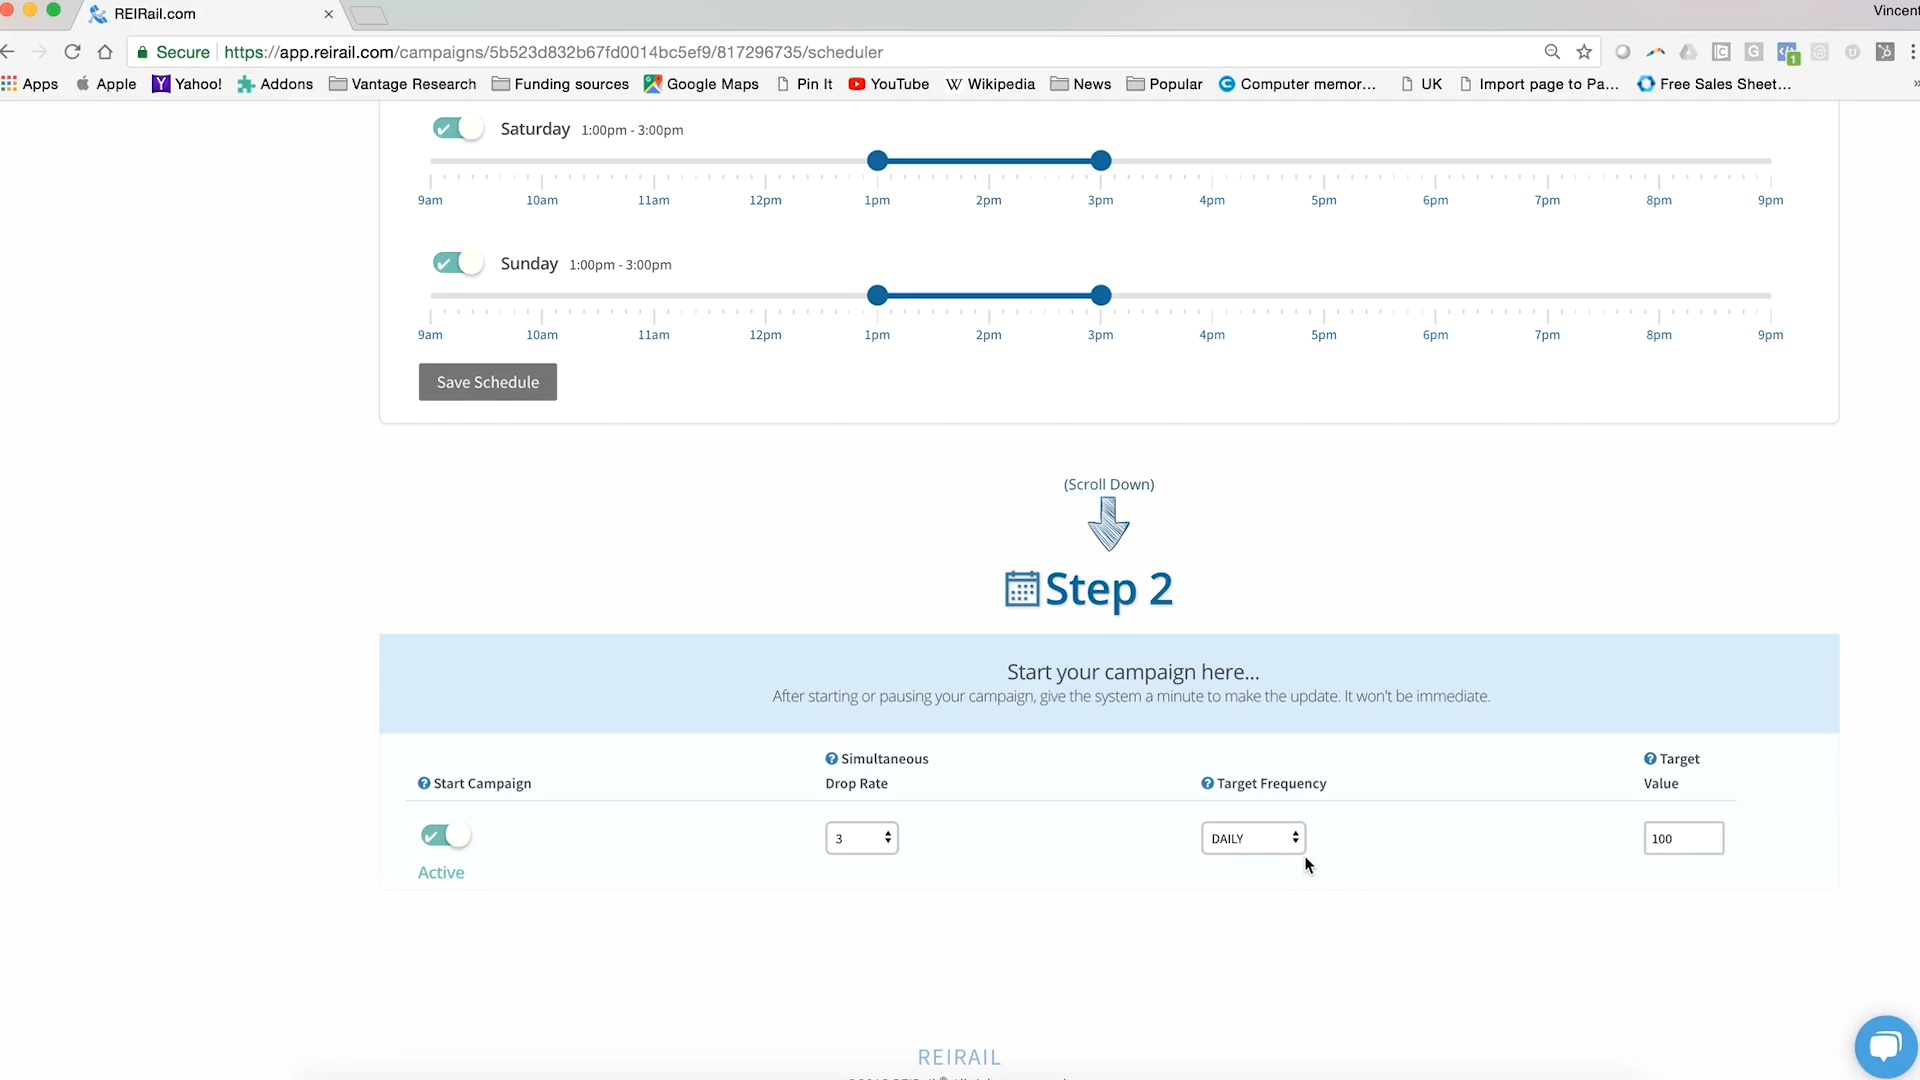 REIRail.com
Vincent
Secure https://app.reirail.com/campaigns/5b523d832b67fd0014bc5ef9/817296735/scheduler
Apps Apple Yahoo! Addons Vantage Research Funding sources Google Maps Pin It YouTube Wikipedia News Popular Computer memor... UK Import page to Pa... Free Sales Sheet...
Saturday 1:00pm - 3:00pm
9am 10am 11am 12pm 1pm 2pm 3pm 4pm 5pm 6pm 7pm 8pm 9pm
Sunday 1:00pm - 3:00pm
9am 10am 11am 12pm 1pm 2pm 3pm 4pm 5pm 6pm 7pm 8pm 9pm
Save Schedule
(Scroll Down)
Step 2
Start your campaign here...
After starting or pausing your campaign, give the system a minute to make the update. It won't be immediate.
Start Campaign
Simultaneous
Drop Rate
Target Frequency
Target
Value
3
DAILY
100
Active
REIRAIL